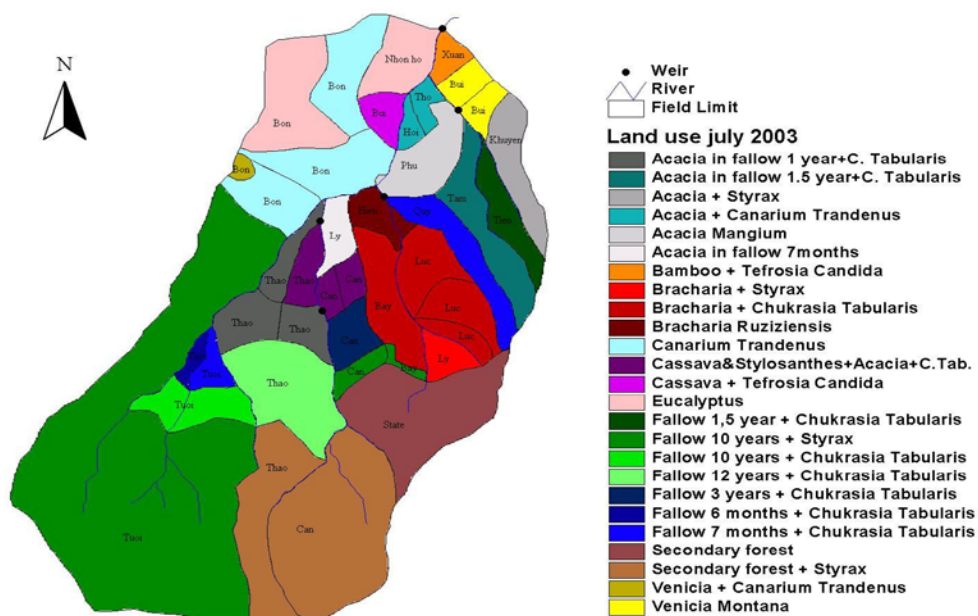 N
Weir
River
Field Limit
Land use july 2003
Acacia in fallow 1 year+C. Tabularis
Acacia in fallow 1.5 year+C. Tabularis
Acacia + Styrax
Acacia + Canarium Trandenus
Acacia Mangium
Acacia in fallow 7months
Bamboo + Tefrosia Candida
Bracharia + Styrax
Bracharia + Chukrasia Tabularis
Bracharia Ruziziensis
Canarium Trandenus
Cassava&Stylosanthes+Acacia+C.Tab.
Cassava + Tefrosia Candida
Eucalyptus
Fallow 1,5 year + Chukrasia Tabularis
Fallow 10 years + Styrax
Fallow 10 years + Chukrasia Tabularis
Fallow 12 years + Chukrasia Tabularis
Fallow 3 years + Chukrasia Tabularis
Fallow 6 months + Chukrasia Tabularis
Fallow 7 months + Chukrasia Tabularis
Secondary forest
Secondary forest + Styrax
Venicia + Canarium Trandenus
Venicia Montana
Xuan
Nhon ho
Bon
Bui
Tho
Bui
Bui
Bon
Hoi
Khuyen
Bon
Bon
Phu
Bon
Tam
Quy
Ly
Luc
Thao
Thao
Can
Can
Bay
Luc
Thao
Thao
Can
Luc
Ly
Can
Bay
Thao
Tuoi
State
Thao
Can
Tuoi